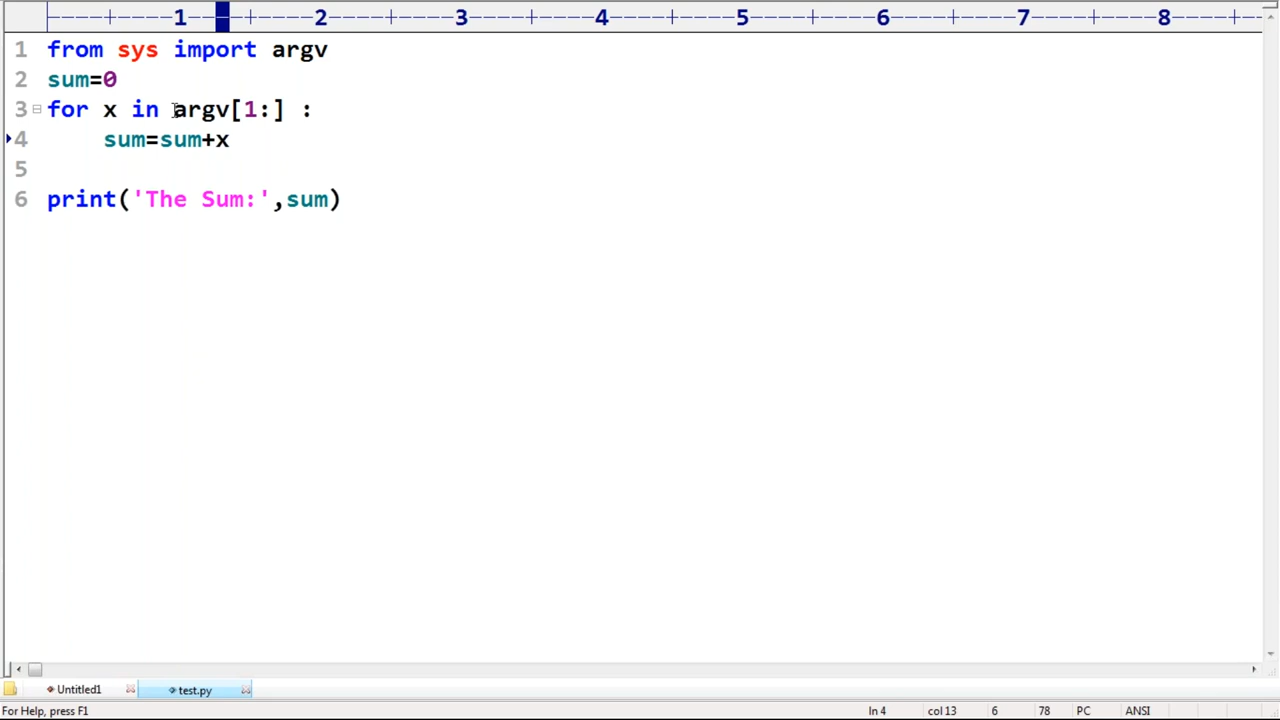 1 2 3 4 5 6 7 8
1 from sys import argv
2 sum=0
3 for x in argv[1:] :
4 sum=sum+x
5
6 print('The Sum:',sum)
Untitled1 test.py
For Help, press F1 ln 4 col 13 6 78 PC ANSI